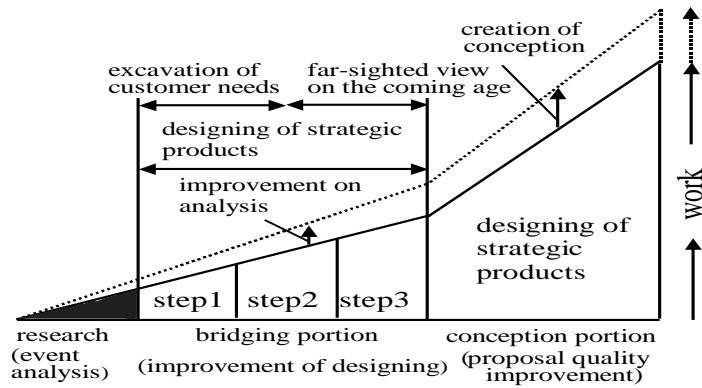 creation of
conception
excavation of
customer needs
far-sighted view
on the coming age
designing of strategic
products
improvement on
analysis
designing of
strategic
products
work
step1
step2
step3
research
(event
analysis)
bridging portion
(improvement of designing)
conception portion
(proposal quality
improvement)